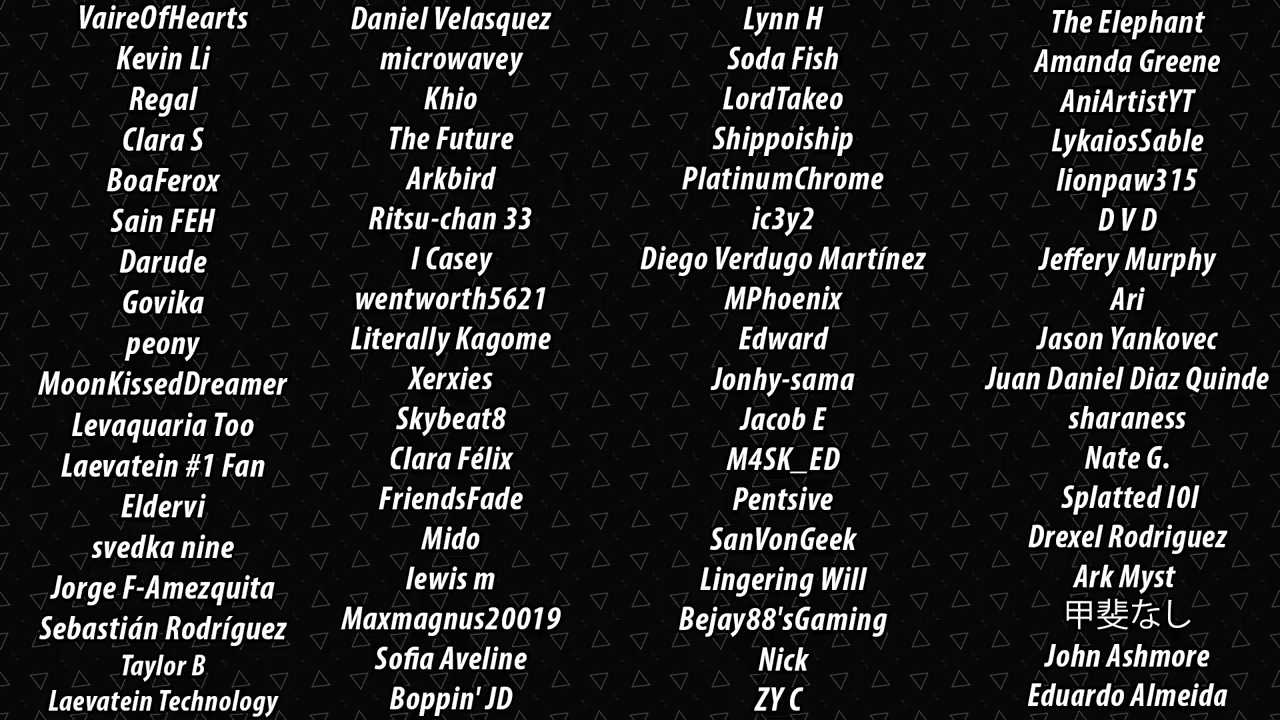 VaireOfHearts
Kevin Li
Regal
Clara S
BoaFerox
Sain FEH
Darude
Govika
peony
MoonKissedDreamer
Levaquaria Too
Laevatein #1 Fan
Eldervi
svedka nine
Jorge F-Amezquita
Sebastián Rodríguez
Taylor B
Laevatein Technology
Daniel Velasquez
microwavey
Khio
The Future
Arkbird
Ritsu-chan 33
I Casey
wentworth5621
Literally Kagome
Xerxies
Skybeat8
Clara Félix
FriendsFade
Mido
lewis m
Maxmagnus20019
Sofia Aveline
Boppin' JD
Lynn H
Soda Fish
LordTakeo
Shippoiship
PlatinumChrome
ic3y2
Diego Verdugo Martínez
MPhoenix
Edward
Jonhy-sama
Jacob E
M4SK_ED
Pentsive
SanVonGeek
Lingering Will
Bejay88'sGaming
Nick
ZY C
The Elephant
Amanda Greene
AniArtistYT
LykaiosSable
lionpaw315
D V D
Jeffery Murphy
Ari
Jason Yankovec
Juan Daniel Diaz Quinde
sharaness
Nate G.
Splatted I0l
Drexel Rodriguez
Ark Myst
甲斐なし
John Ashmore
Eduardo Almeida